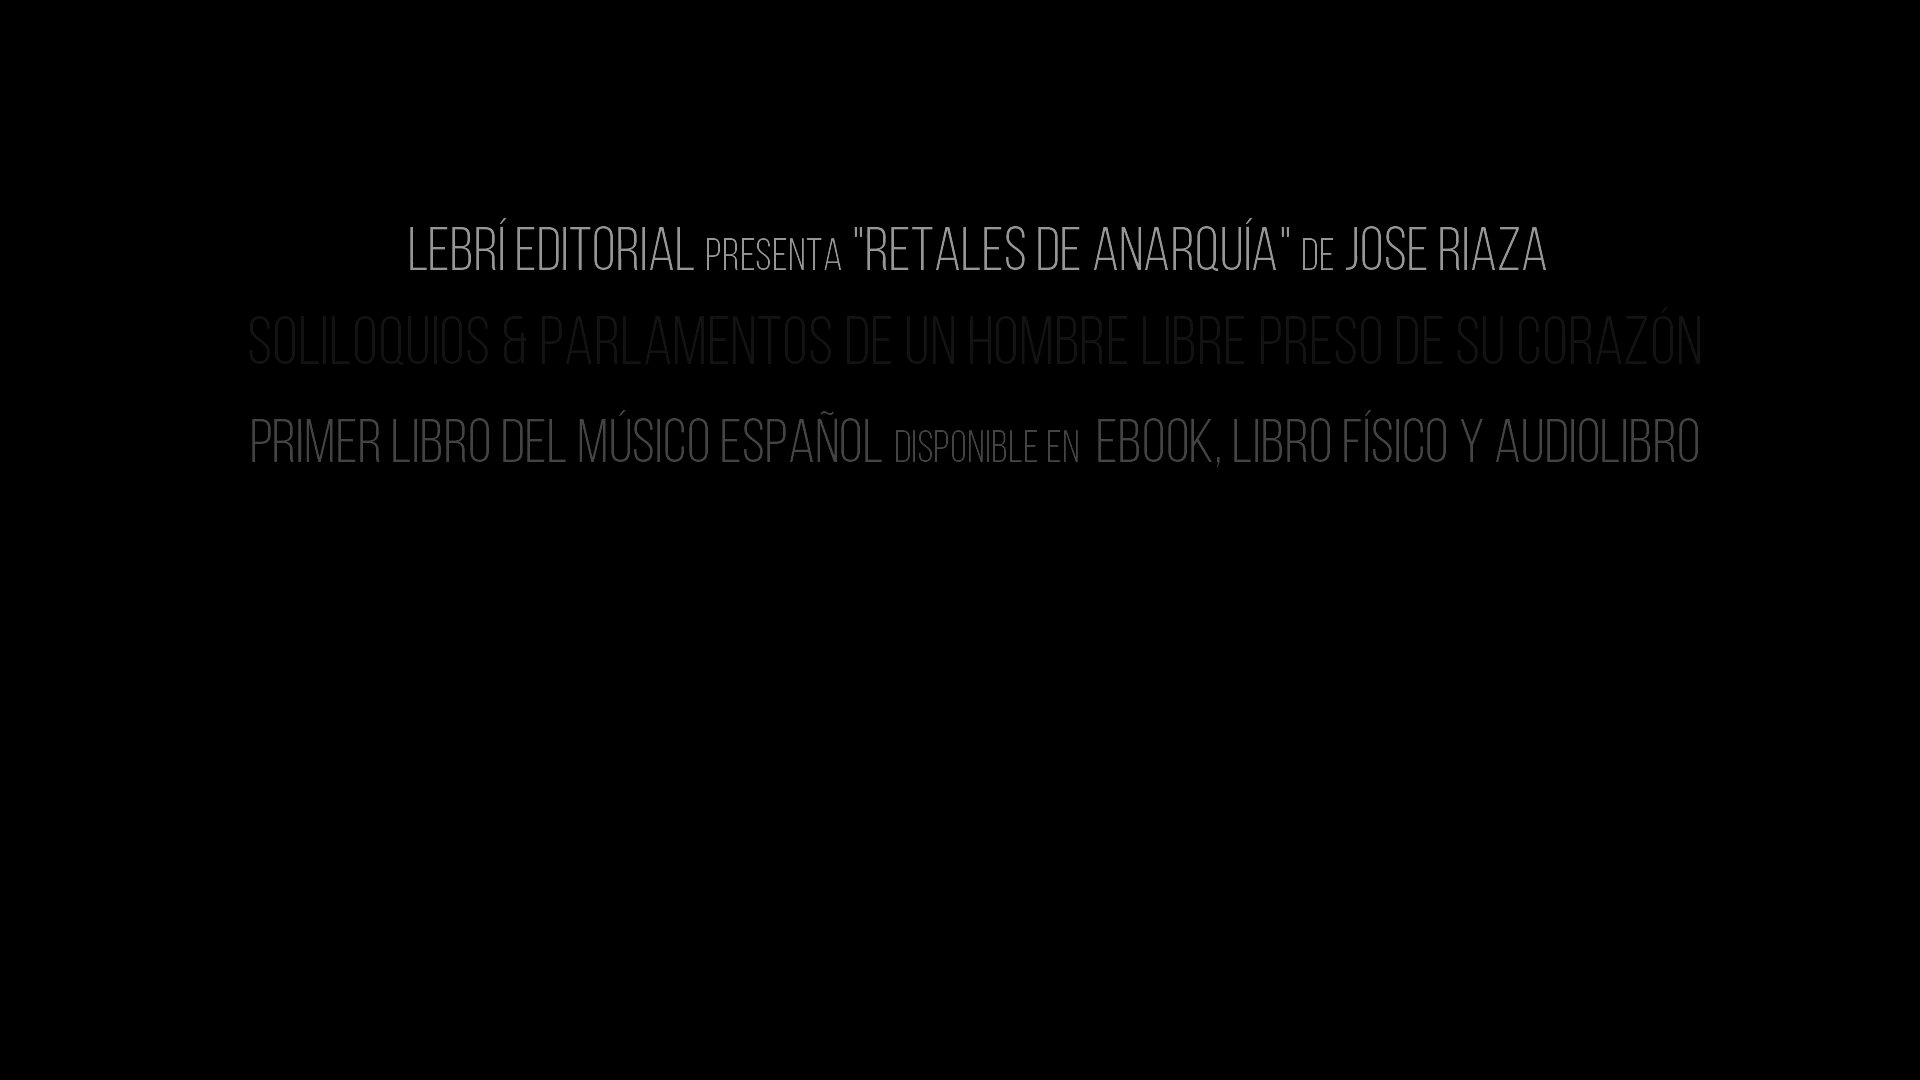 LEBRÍ EDITORIAL PRESENTA "RETALES DE ANARQUÍA" DE JOSE RIAZA
SOLILOQUIOS & PARLAMENTOS DE UN HOMBRE LIBRE PRESO DE SU CORAZÓN
PRIMER LIBRO DEL MÚSICO ESPAÑOL DISPONIBLE EN EBOOK, LIBRO FÍSICO Y AUDIOLIBRO